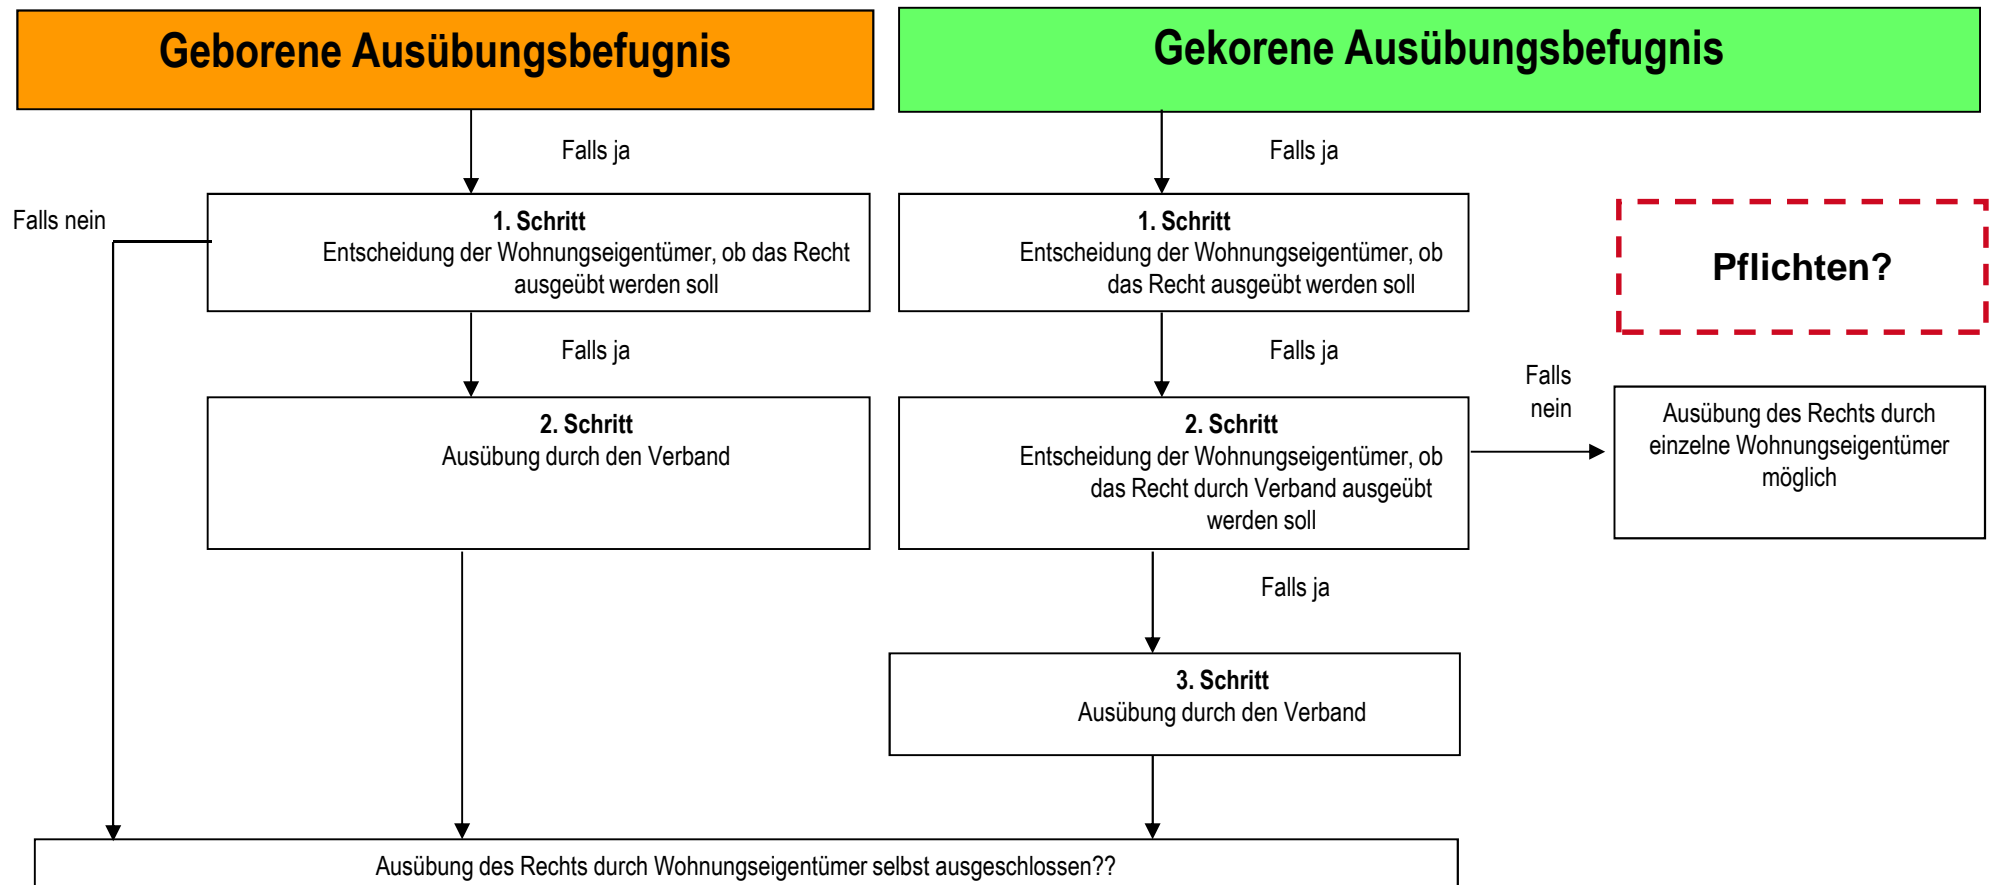 Geborene Ausübungsbefugnis
Gekorene Ausübungsbefugnis
Falls ja
Falls ja
Falls nein
1. Schritt
Entscheidung der Wohnungseigentümer, ob das Recht
ausgeübt werden soll
1. Schritt
Entscheidung der Wohnungseigentümer, ob
das Recht ausgeübt werden soll
Pflichten?
Falls ja
Falls ja
Falls
nein
2. Schritt
Ausübung durch den Verband
2. Schritt
Entscheidung der Wohnungseigentümer, ob
das Recht durch Verband ausgeübt
werden soll
Ausübung des Rechts durch
einzelne Wohnungseigentümer
möglich
Falls ja
3. Schritt
Ausübung durch den Verband
Ausübung des Rechts durch Wohnungseigentümer selbst ausgeschlossen??